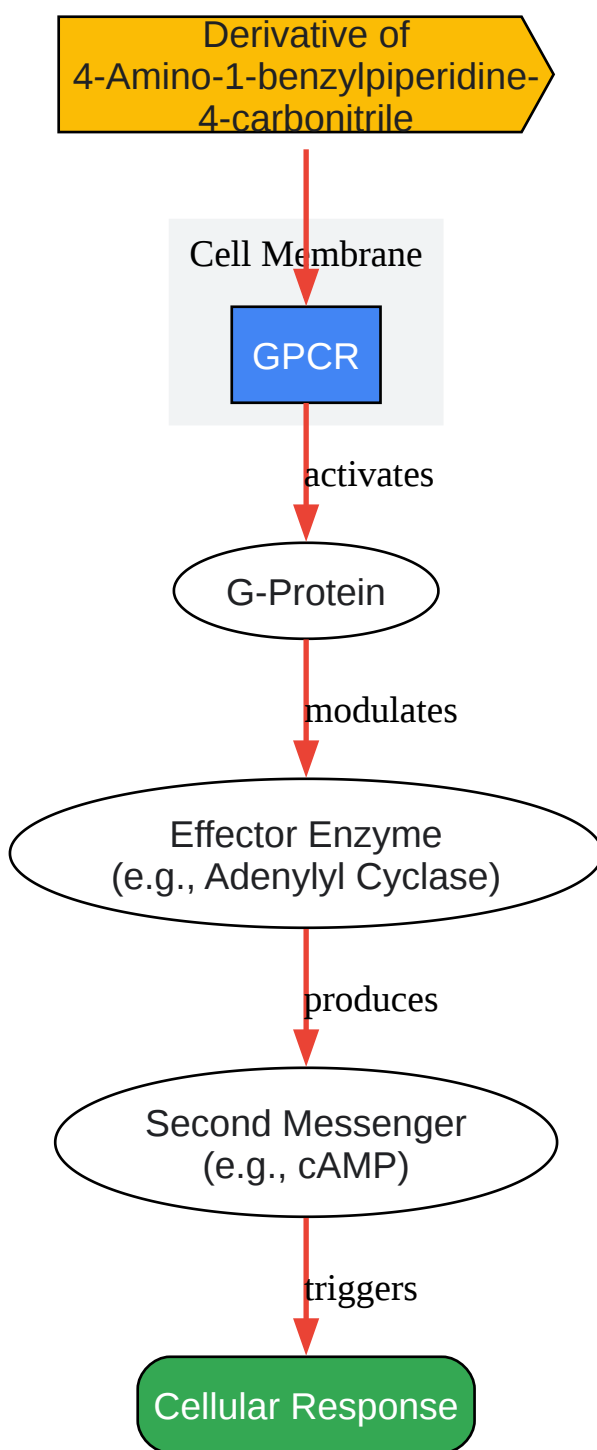 Derivative of
4-Amino-1-benzylpiperidine-
4-carbonitrile
Cell Membrane
GPCR
activates
G-Protein
modulates
Effector Enzyme
(e.g., Adenylyl Cyclase)
produces
Second Messenger
(e.g., cAMP)
triggers
Cellular Response